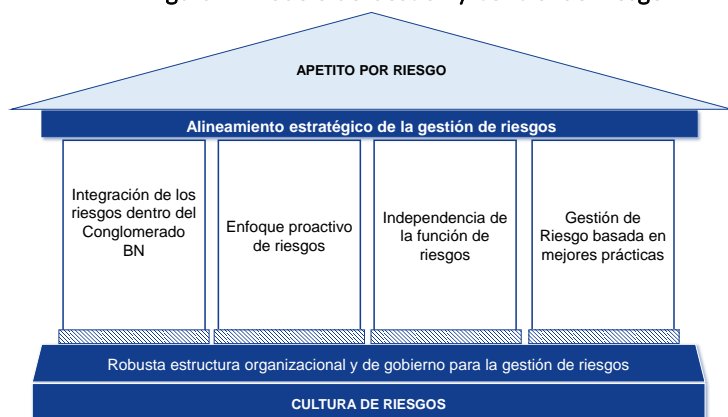 APETITO POR RIESGO
Alineamiento estratégico de la gestión de riesgos
Integración de los
riesgos dentro del
Conglomerado
BN
Enfoque proactivo
de riesgos
Independencia de
la función de
riesgos
Gestión de
Riesgo basada en
mejores prácticas
Robusta estructura organizacional y de gobierno para la gestión de riesgos
CULTURA DE RIESGOS